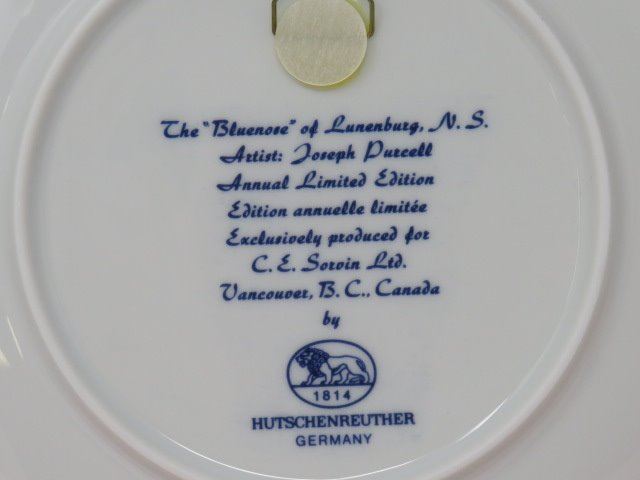 The "Bluenose" of Lunenburg, N. S.
Artist: Joseph Purcell
Annual Limited Edition
Edition annuelle limitée
Exclusively produced for
C. E. Sorvin Ltd.
Vancouver, B. C., Canada
by
1814
HUTSCHENREUTHER
GERMANY